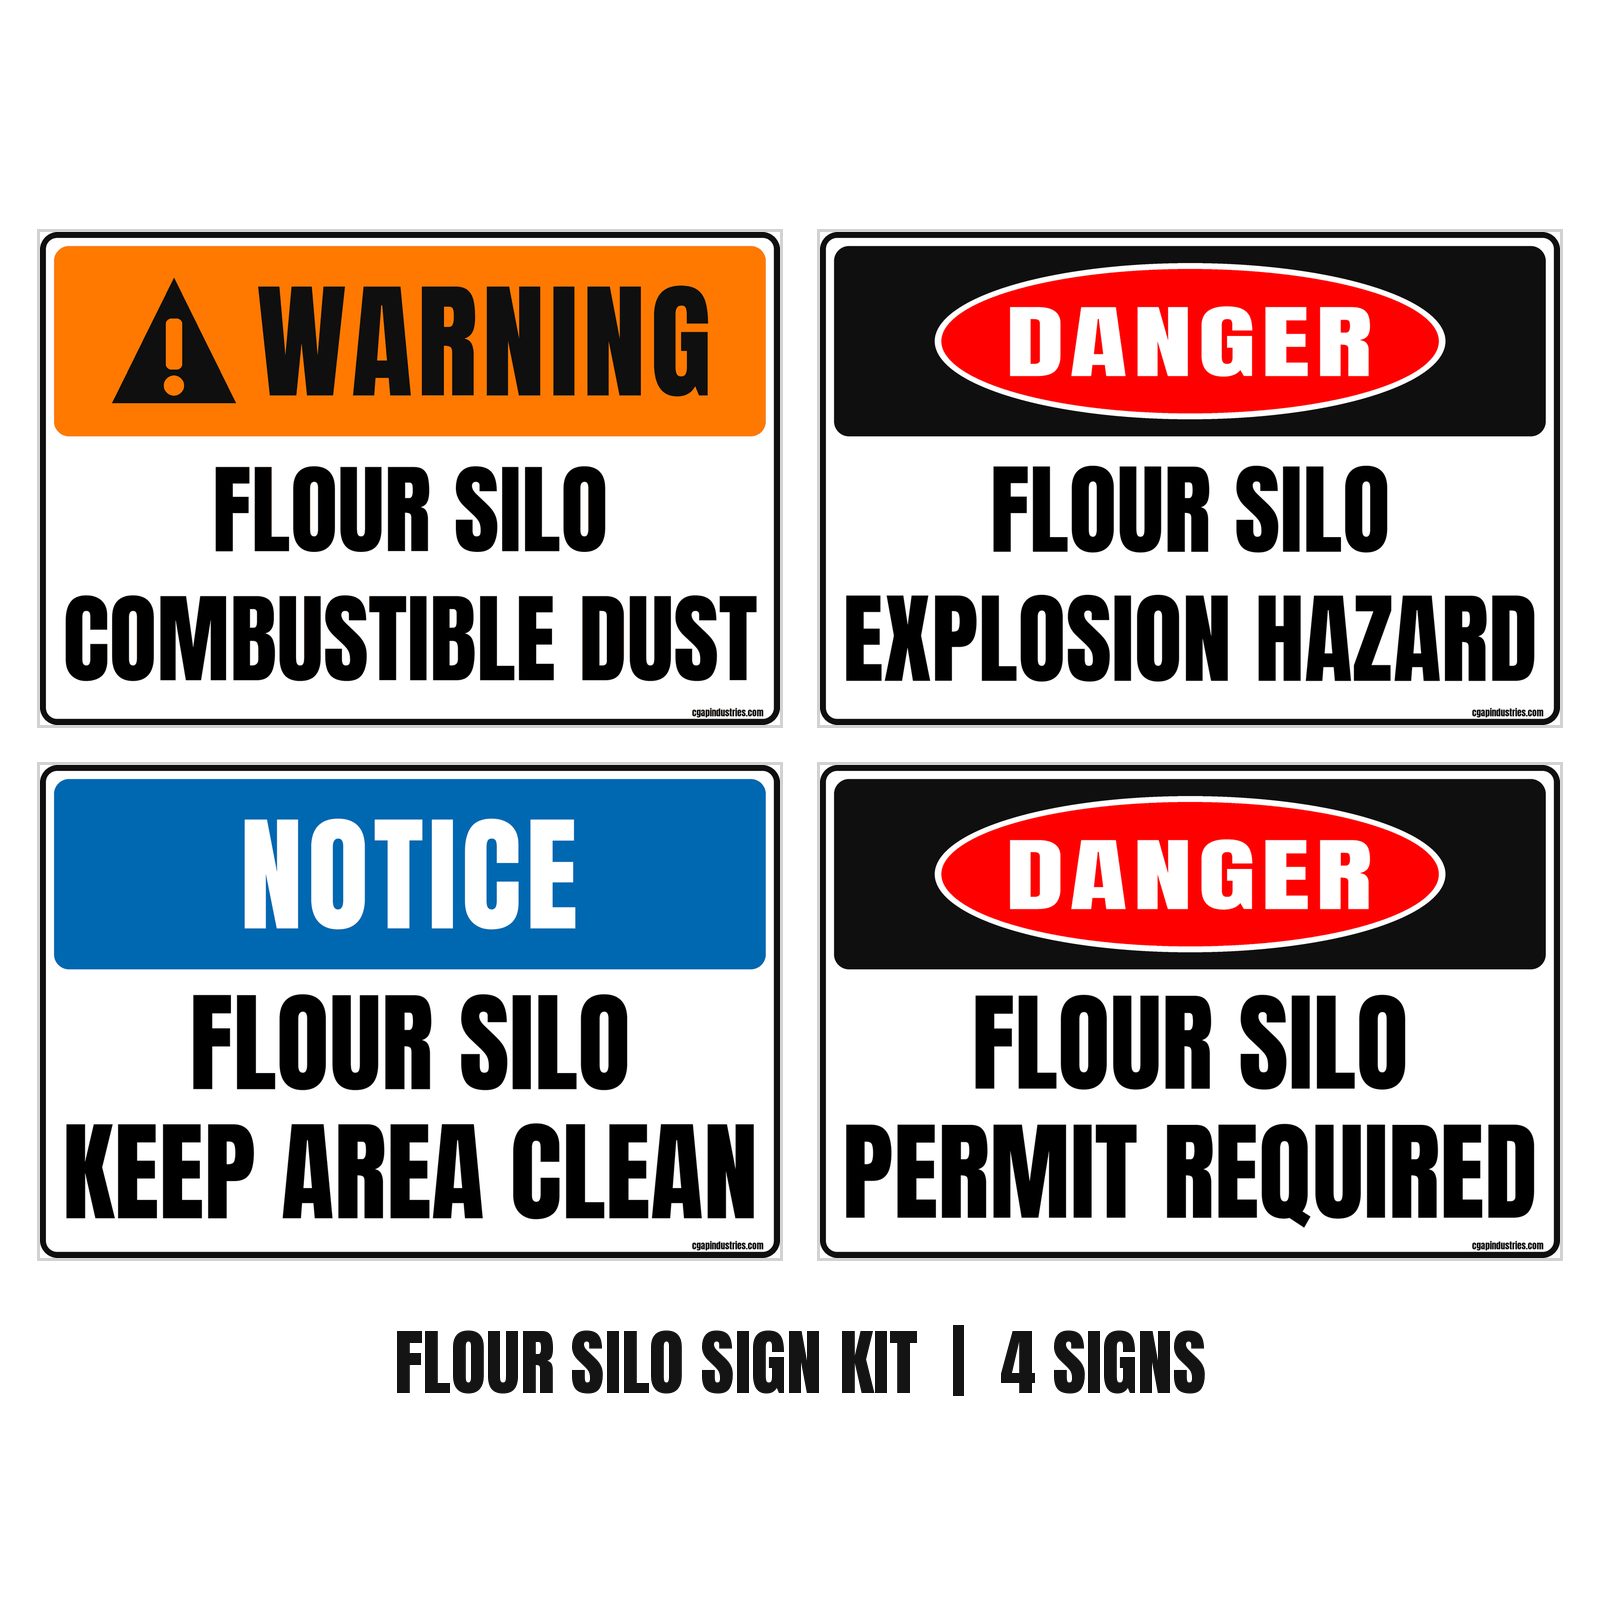 WARNING
FLOUR SILO
COMBUSTIBLE DUST
cgapindustries.com
DANGER
FLOUR SILO
EXPLOSION HAZARD
cgapindustries.com
NOTICE
FLOUR SILO
KEEP AREA CLEAN
cgapindustries.com
DANGER
FLOUR SILO
PERMIT REQUIRED
cgapindustries.com
FLOUR SILO SIGN KIT | 4 SIGNS